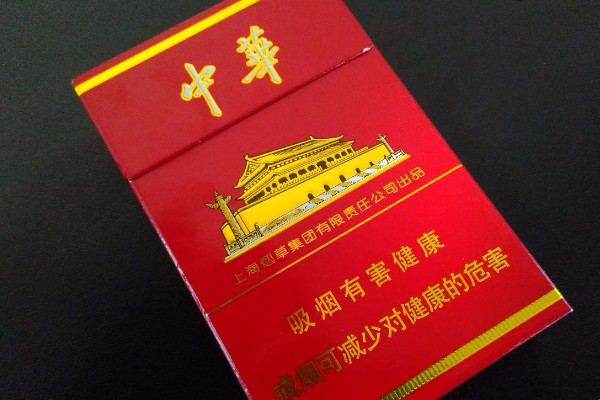 中華
上海烟草集团有限责任公司出品
吸烟有害健康
戒烟可减少对健康的危害